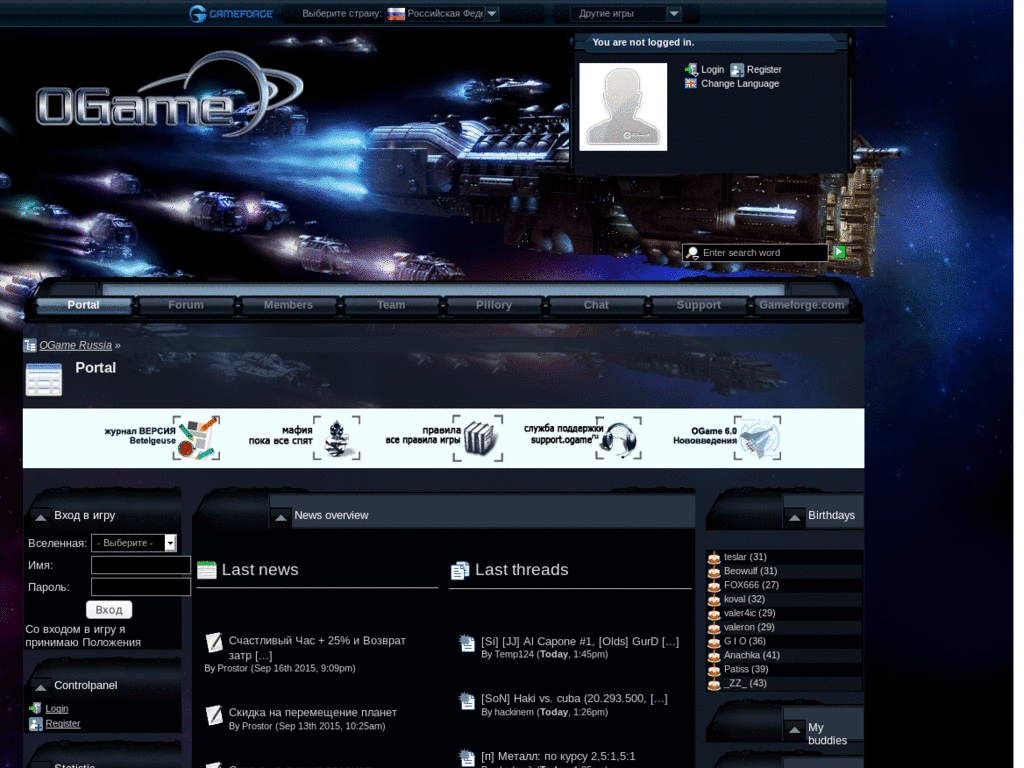 GAMEFORGE
Выберите страну:
Российская Феде
Другие игры
OGame
You are not logged in.
Login
Register
Change Language
Enter search word
Portal
Forum
Members
Team
Pillory
Chat
Support
Gameforge.com
OGame Russia »
Portal
журнал ВЕРСИЯ
Betelgeuse
мафия
пока все спят
правила
все правила игры
служба поддержки
support.ogame.ru
OGame 6.0
Нововведения
Вход в игру
Вселенная:
- Выберите -
Имя:
Пароль:
Вход
Со входом в игру я
принимаю Положения
Controlpanel
Login
Register
Statistic
News overview
Last news
Счастливый Час + 25% и Возврат
затр [...]
By Prostor (Sep 16th 2015, 9:09pm)
Скидка на перемещение планет
By Prostor (Sep 13th 2015, 10:25am)
Last threads
[Si] [JJ] Al Capone #1, [Olds] GurD [...]
By Temp124 (Today, 1:45pm)
[SoN] Haki vs. cuba (20.293.500, [...]
By hackinem (Today, 1:26pm)
[п] Металл: по курсу 2,5:1,5:1
Birthdays
teslar (31)
Beowulf (31)
FOX666 (27)
koval (32)
valer4ic (29)
valeron (29)
G I O (36)
Anachka (41)
Patiss (39)
_ZZ_ (43)
My
buddies